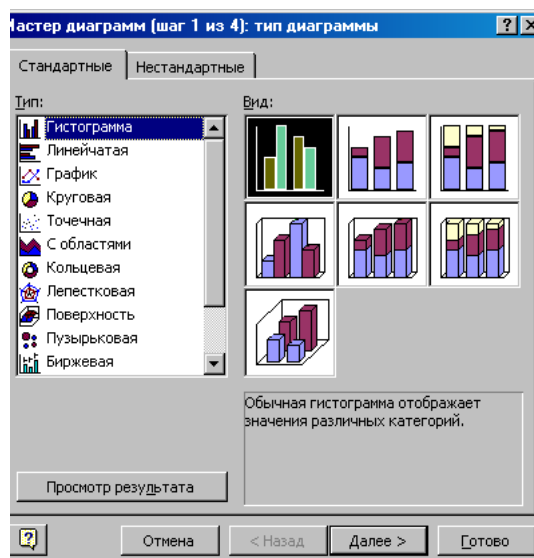 Мастер диаграмм (шаг 1 из 4): тип диаграммы
Стандартные Нестандартные
Тип:
Гистограмма
Линейчатая
График
Круговая
Точечная
С областями
Кольцевая
Лепестковая
Поверхность
Пузырьковая
Биржевая
Вид:
Обычная гистограмма отображает
значения различных категорий.
Просмотр результата
Отмена < Назад Далее > Готово